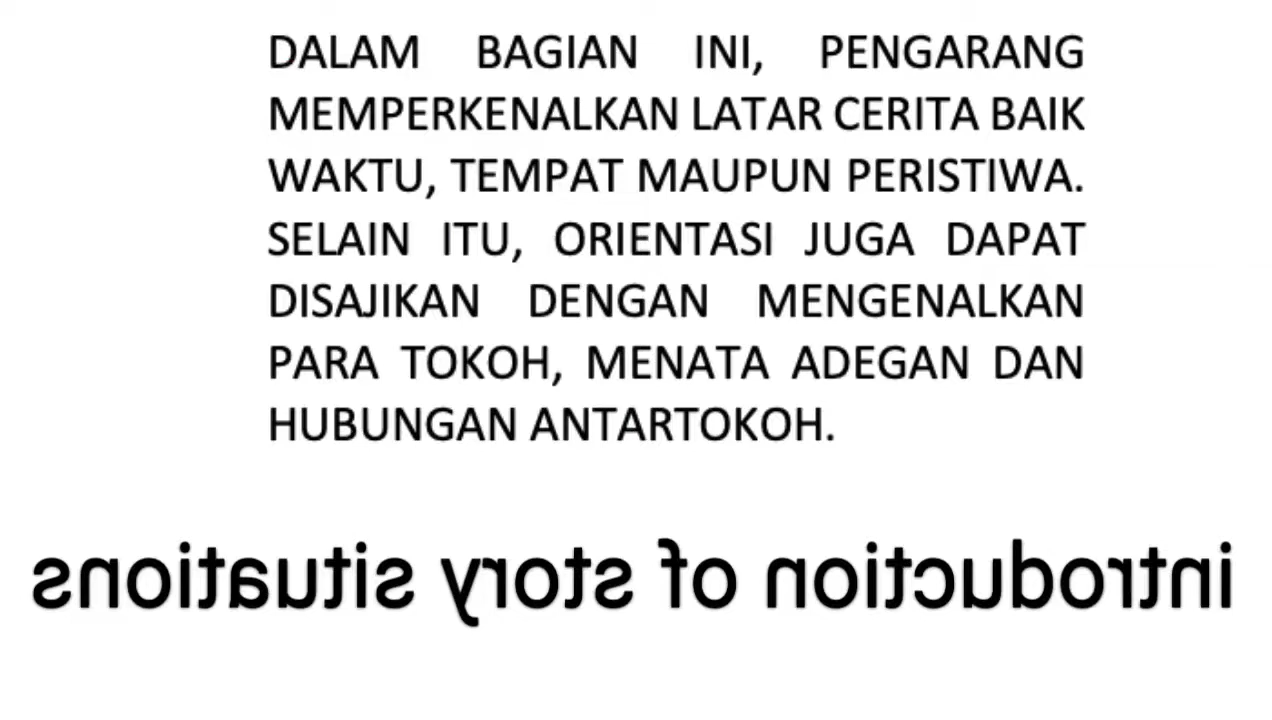 DALAM BAGIAN INI, PENGARANG
MEMPERKENALKAN LATAR CERITA BAIK
WAKTU, TEMPAT MAUPUN PERISTIWA.
SELAIN ITU, ORIENTASI JUGA DAPAT
DISAJIKAN DENGAN MENGENALKAN
PARA TOKOH, MENATA ADEGAN DAN
HUBUNGAN ANTARTOKOH.
introduction of story situations